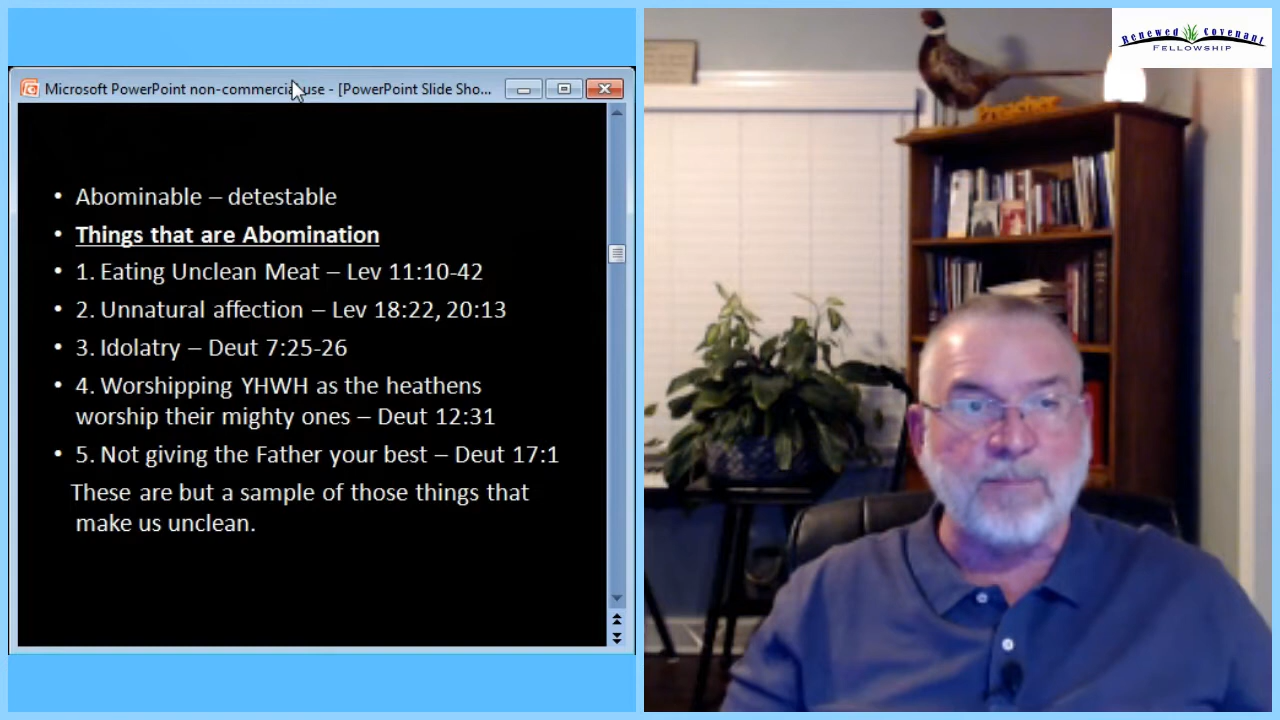 Microsoft PowerPoint non-commercial use - [PowerPoint Slide Sho...
• Abominable – detestable
• Things that are Abomination
• 1. Eating Unclean Meat – Lev 11:10-42
• 2. Unnatural affection – Lev 18:22, 20:13
• 3. Idolatry – Deut 7:25-26
• 4. Worshipping YHWH as the heathens
worship their mighty ones – Deut 12:31
• 5. Not giving the Father your best – Deut 17:1
These are but a sample of those things that
make us unclean.
Renewed Covenant
FELLOWSHIP
Preacher